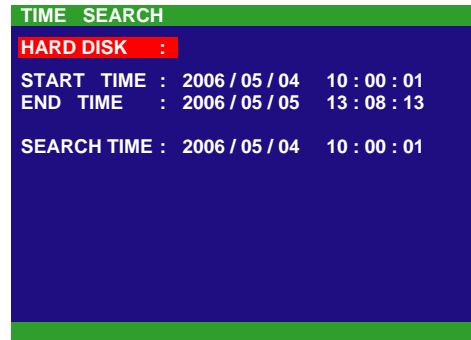 TIME SEARCH
HARD DISK :
START TIME : 2006 / 05 / 04 10 : 00 : 01
END TIME : 2006 / 05 / 05 13 : 08 : 13
SEARCH TIME : 2006 / 05 / 04 10 : 00 : 01